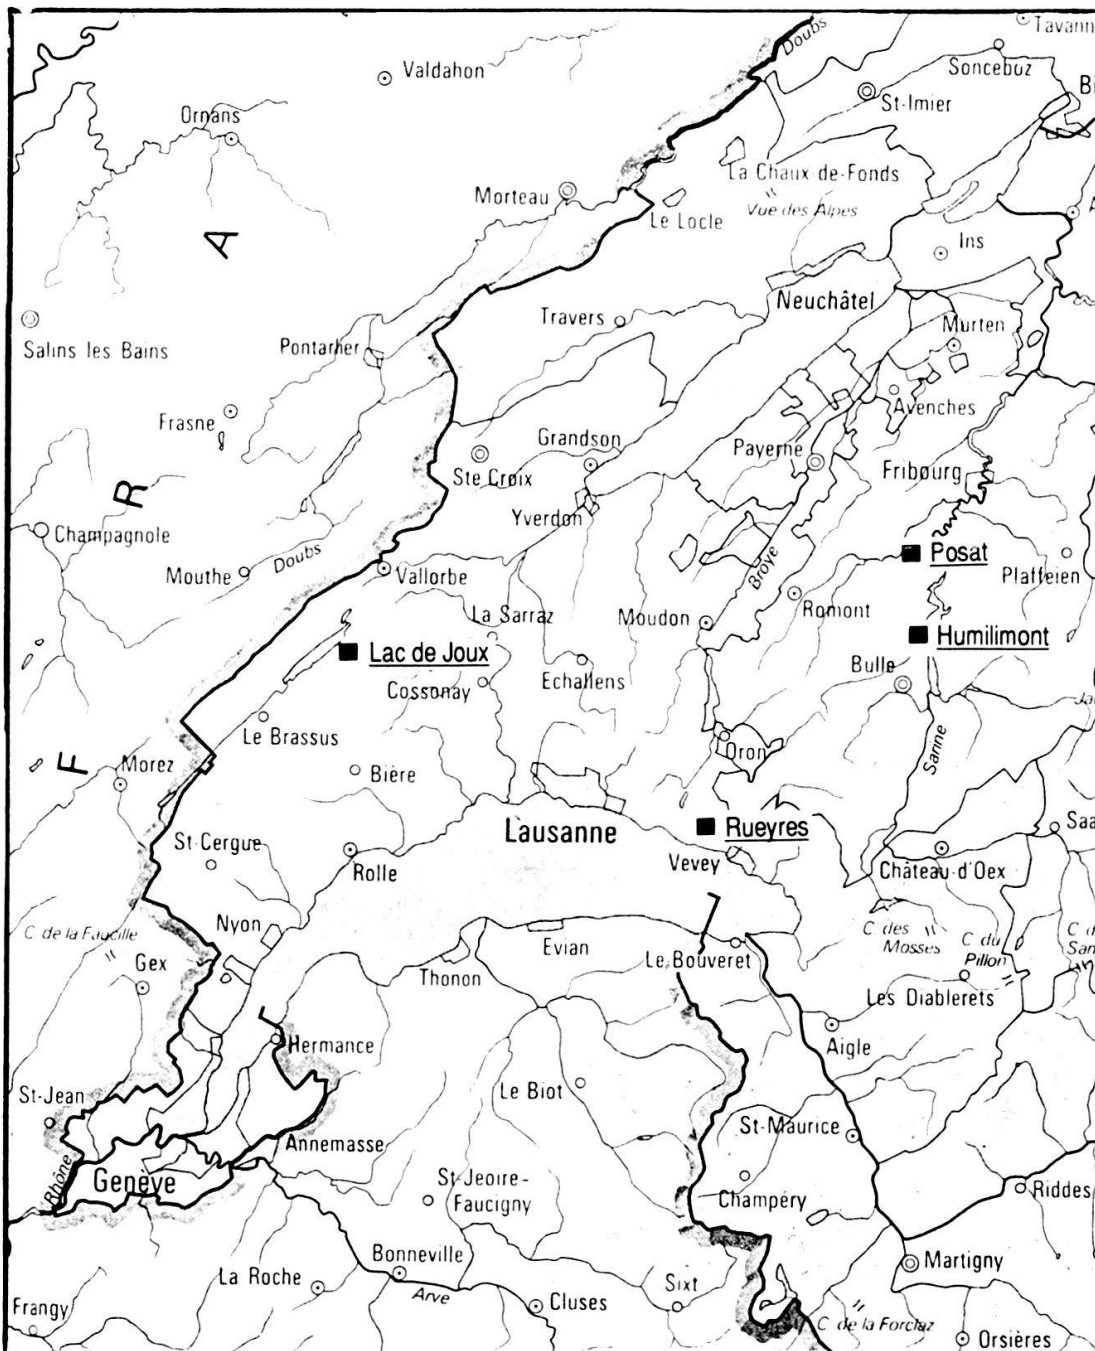 Doubs
Tavann
Valdahon
Sonceboz
St-Imier
Bi
Ornans
La Chaux-de-Fonds
Morteau
Le Locle
Vue des Alpes
A
A
Ins
Neuchâtel
Salins les Bains
Travers
Murten
Pontarlier
Frasne
Avenches
Grandson
Payerne
Ste Croix
Fribourg
R
Yverdon
Champagnole
Doubs
Broye
Posat
Mouthe
Vallorbe
Plaffeien
La Sarraz
Moudon
Romont
Humilimont
Lac de Joux
Cossonay
Echallens
Bulle
Le Brassus
Oron
Sarine
F
Morez
Bière
St-Cergue
Lausanne
Rueyres
Saa
Rolle
Vevey
Château-d'Oex
Nyon
C. de la Faucille
Evian
C. des
Mosses
C. du
Pillon
Gex
Thonon
Le Bouveret
Les Diablerets
Hermance
Aigle
St-Jean
Le Biot
Annemasse
St-Maurice
Rhône
Genève
St-Jeoire-
Faucigny
Champéry
Riddes
Bonneville
Martigny
La Roche
Arve
Sixt
Frangy
Cluses
C. de la Forclaz
Orsières